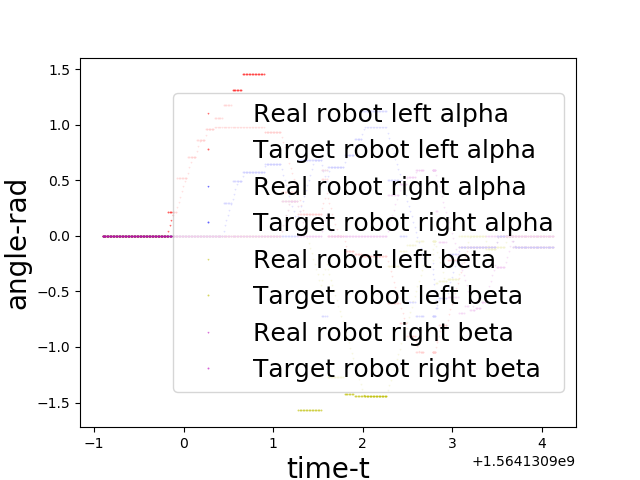 1.5
1.0
0.5
0.0
−0.5
−1.0
−1.5
angle-rad
Real robot left alpha
Target robot left alpha
Real robot right alpha
Target robot right alpha
Real robot left beta
Target robot left beta
Real robot right beta
Target robot right beta
−1 0 1 2 3 4
+1.5641309e9
time-t